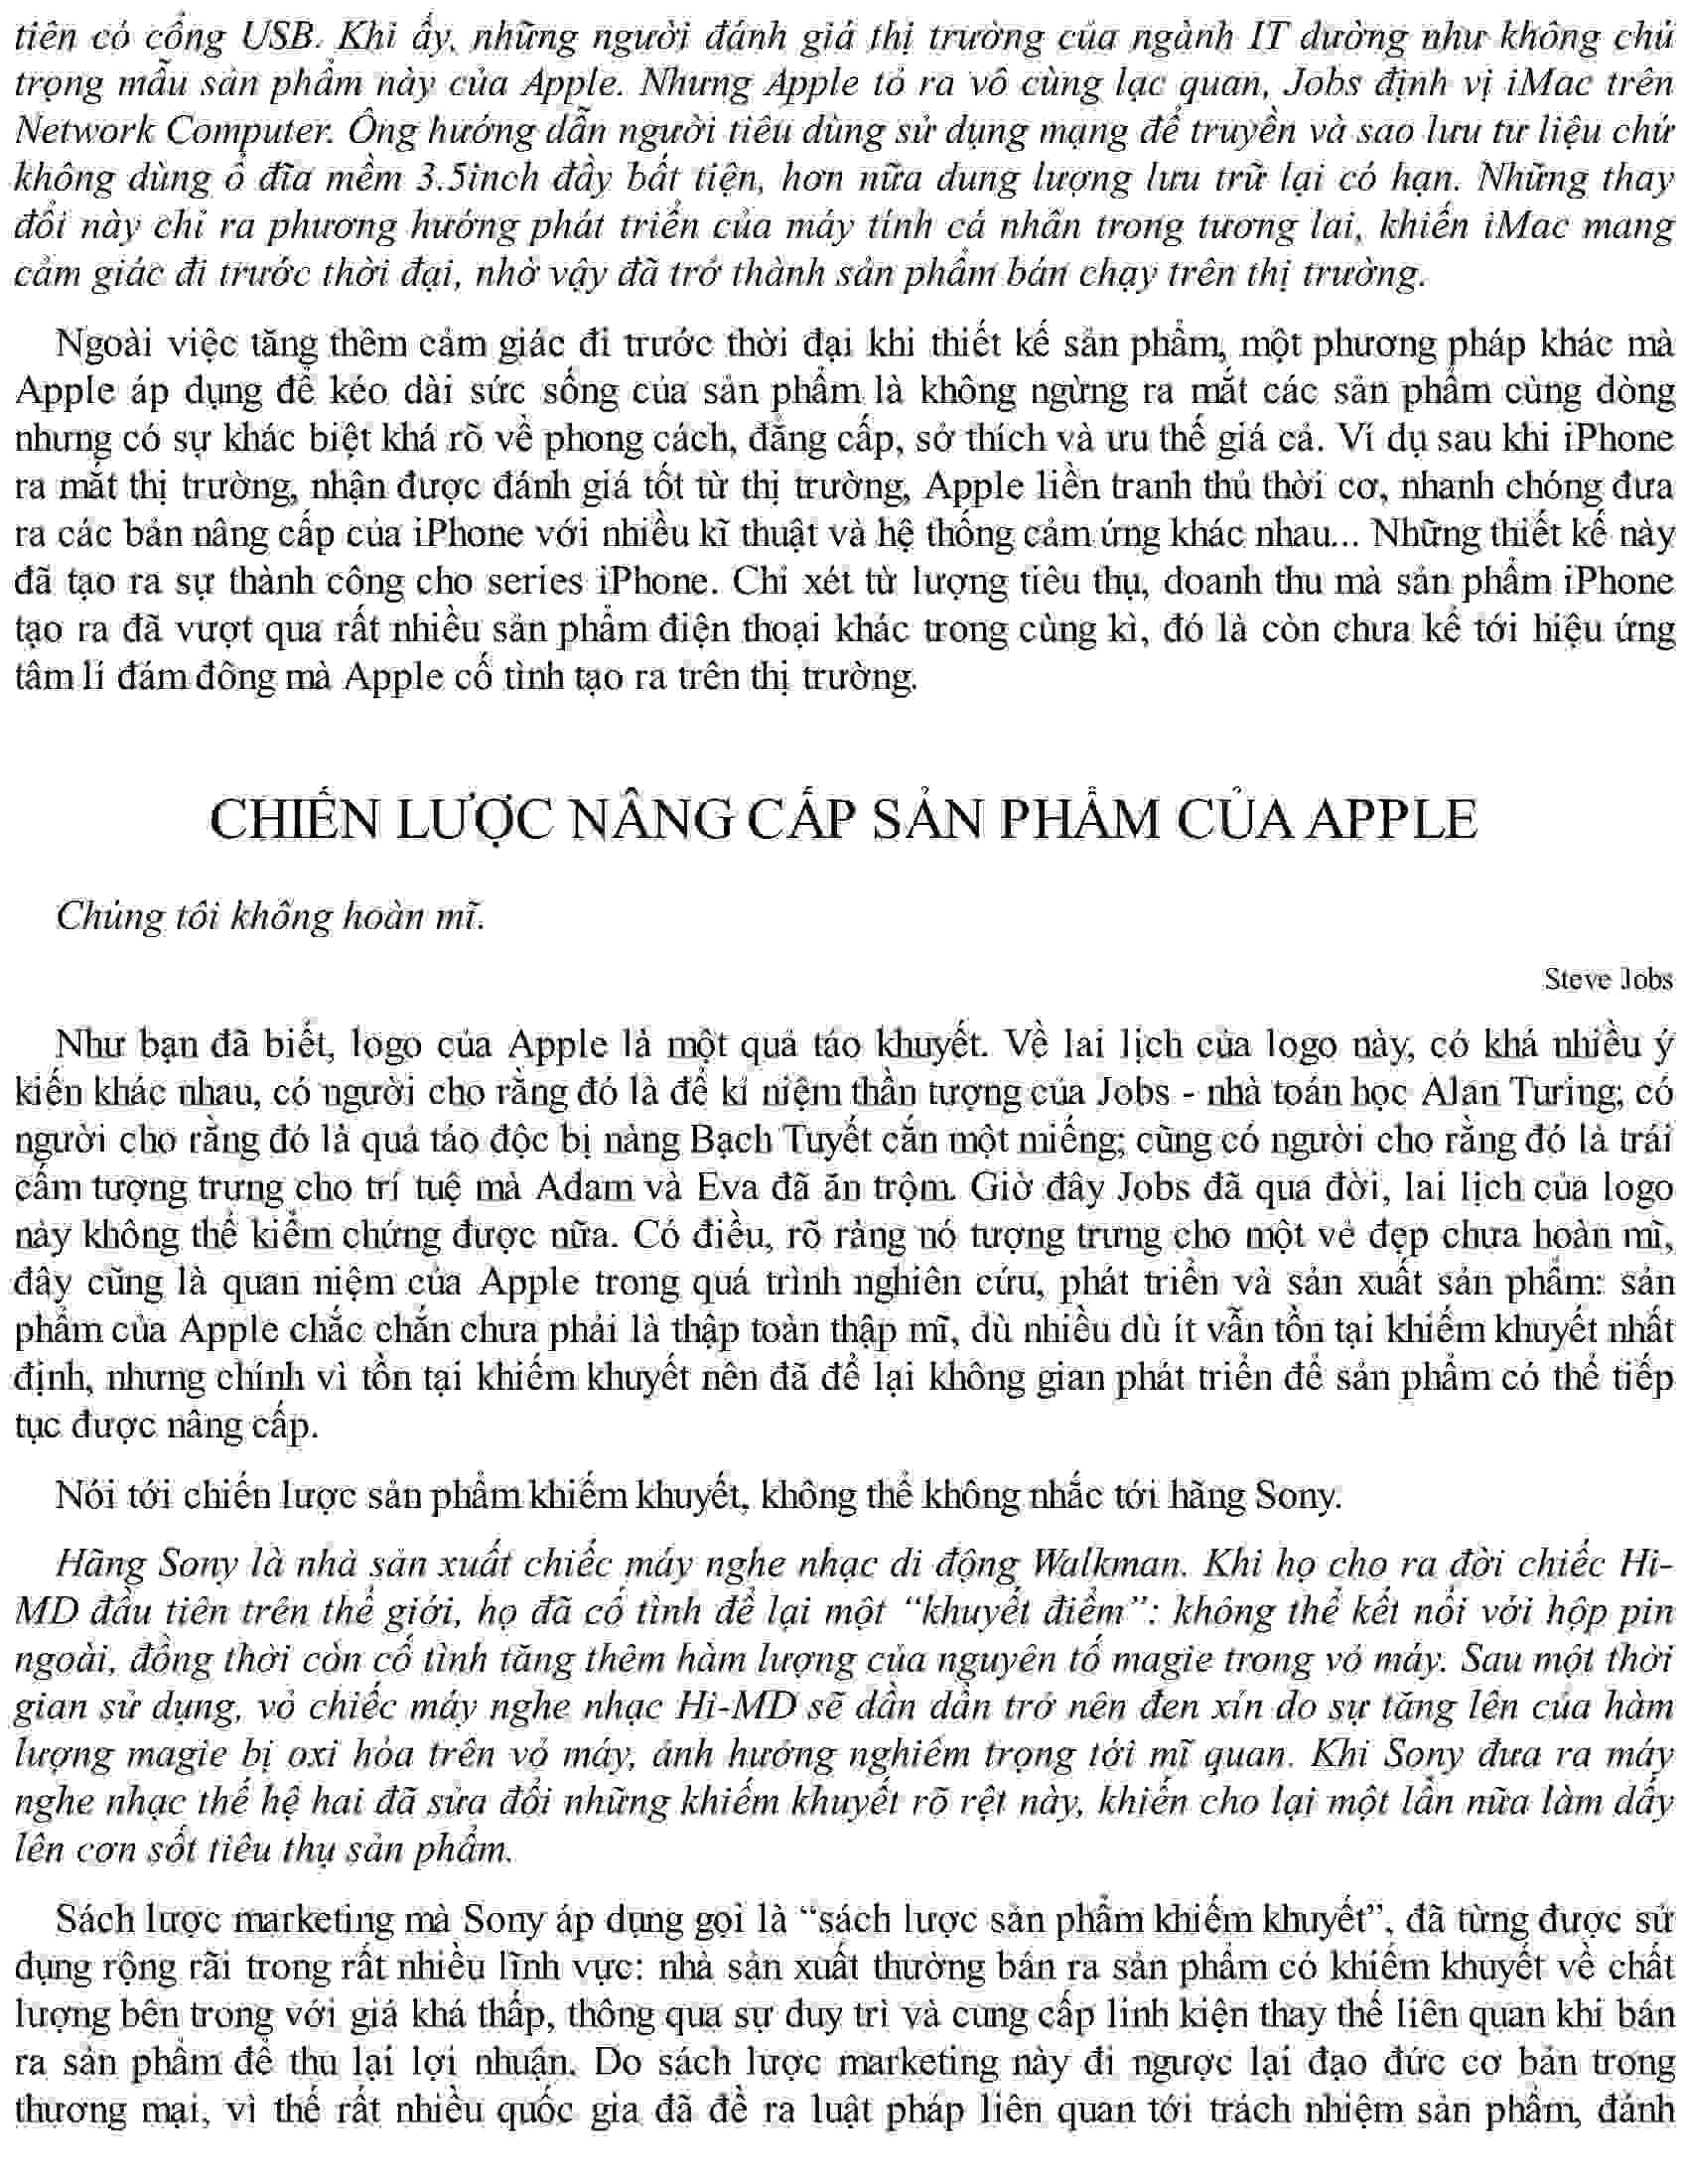 tiên có cổng USB. Khi ấy, những người đánh giá thị trường của ngành IT dường như không chú
trọng mẫu sản phẩm này của Apple. Nhưng Apple tỏ ra vô cùng lạc quan, Jobs định vị iMac trên
Network Computer. Ông hướng dẫn người tiêu dùng sử dụng mạng để truyền và sao lưu tư liệu chứ
không dùng ổ đĩa mềm 3.5inch đầy bất tiện, hơn nữa dung lượng lưu trữ lại có hạn. Những thay
đổi này chỉ ra phương hướng phát triển của máy tính cá nhân trong tương lai, khiến iMac mang
cảm giác đi trước thời đại, nhờ vậy đã trở thành sản phẩm bán chạy trên thị trường.
Ngoài việc tăng thêm cảm giác đi trước thời đại khi thiết kế sản phẩm, một phương pháp khác mà
Apple áp dụng để kéo dài sức sống của sản phẩm là không ngừng ra mắt các sản phẩm cùng dòng
nhưng có sự khác biệt khá rõ về phong cách, đẳng cấp, sở thích và ưu thế giá cả. Ví dụ sau khi iPhone
ra mắt thị trường, nhận được đánh giá tốt từ thị trường, Apple liền tranh thủ thời cơ, nhanh chóng đưa
ra các bản nâng cấp của iPhone với nhiều kĩ thuật và hệ thống cảm ứng khác nhau... Những thiết kế này
đã tạo ra sự thành công cho series iPhone. Chỉ xét từ lượng tiêu thụ, doanh thu mà sản phẩm iPhone
tạo ra đã vượt qua rất nhiều sản phẩm điện thoại khác trong cùng kì, đó là còn chưa kể tới hiệu ứng
tâm lí đám đông mà Apple cố tình tạo ra trên thị trường.
CHIẾN LƯỢC NÂNG CẤP SẢN PHẨM CỦA APPLE
Chúng tôi không hoàn mĩ.
Steve Jobs
Như bạn đã biết, logo của Apple là một quả táo khuyết. Về lai lịch của logo này, có khá nhiều ý
kiến khác nhau, có người cho rằng đó là để kỉ niệm thần tượng của Jobs - nhà toán học Alan Turing; có
người cho rằng đó là quả táo độc bị nàng Bạch Tuyết cắn một miếng; cũng có người cho rằng đó là trái
cấm tượng trưng cho trí tuệ mà Adam và Eva đã ăn trộm. Giờ đây Jobs đã qua đời, lai lịch của logo
này không thể kiểm chứng được nữa. Có điều, rõ ràng nó tượng trưng cho một vẻ đẹp chưa hoàn mĩ,
đây cũng là quan niệm của Apple trong quá trình nghiên cứu, phát triển và sản xuất sản phẩm: sản
phẩm của Apple chắc chắn chưa phải là thập toàn thập mĩ, dù nhiều dù ít vẫn tồn tại khiếm khuyết nhất
định, nhưng chính vì tồn tại khiếm khuyết nên đã để lại không gian phát triển để sản phẩm có thể tiếp
tục được nâng cấp.
Nói tới chiến lược sản phẩm khiếm khuyết, không thể không nhắc tới hãng Sony.
Hãng Sony là nhà sản xuất chiếc máy nghe nhạc di động Walkman. Khi họ cho ra đời chiếc Hi-
MD đầu tiên trên thế giới, họ đã cố tình để lại một “khuyết điểm”: không thể kết nối với hộp pin
ngoài, đồng thời còn cố tình tăng thêm hàm lượng của nguyên tố magie trong vỏ máy. Sau một thời
gian sử dụng, vỏ chiếc máy nghe nhạc Hi-MD sẽ dần dần trở nên đen xỉn do sự tăng lên của hàm
lượng magie bị oxi hóa trên vỏ máy, ảnh hưởng nghiêm trọng tới mĩ quan. Khi Sony đưa ra máy
nghe nhạc thế hệ hai đã sửa đổi những khiếm khuyết rõ rệt này, khiến cho lại một lần nữa làm dấy
lên cơn sốt tiêu thụ sản phẩm.
Sách lược marketing mà Sony áp dụng gọi là “sách lược sản phẩm khiếm khuyết”, đã từng được sử
dụng rộng rãi trong rất nhiều lĩnh vực: nhà sản xuất thường bán ra sản phẩm có khiếm khuyết về chất
lượng bên trong với giá khá thấp, thông qua sự duy trì và cung cấp linh kiện thay thế liên quan khi bán
ra sản phẩm để thu lại lợi nhuận. Do sách lược marketing này đi ngược lại đạo đức cơ bản trong
thương mại, vì thế rất nhiều quốc gia đã đề ra luật pháp liên quan tới trách nhiệm sản phẩm, đánh